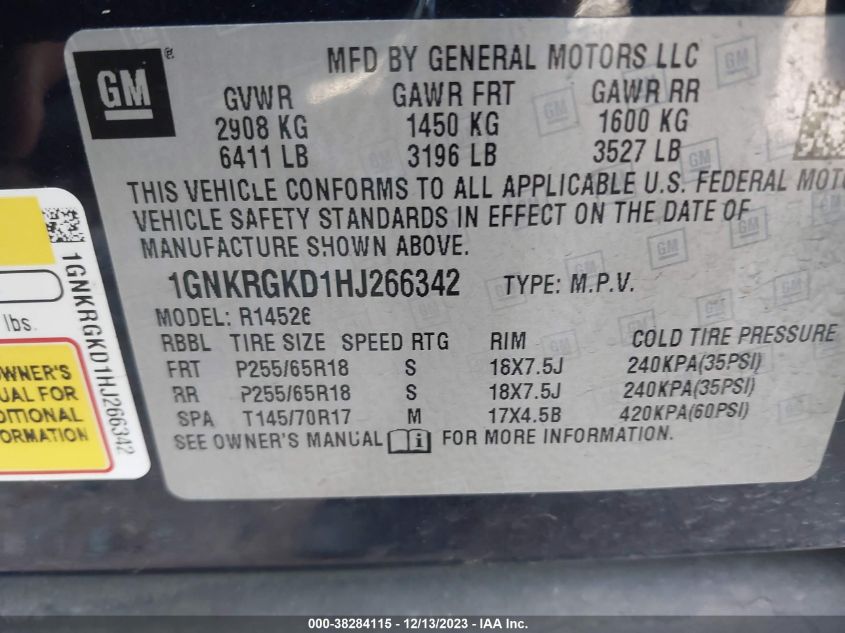 GM
MFD BY GENERAL MOTORS LLC
GVWR GAWR FRT GAWR RR
2908 KG 1450 KG 1600 KG
6411 LB 3196 LB 3527 LB
THIS VEHICLE CONFORMS TO ALL APPLICABLE U.S. FEDERAL MOTO
VEHICLE SAFETY STANDARDS IN EFFECT ON THE DATE OF
MANUFACTURE SHOWN ABOVE.
1GNKRGKD1HJ266342 TYPE: M.P.V.
MODEL: R14526
RBBL TIRE SIZE SPEED RTG RIM COLD TIRE PRESSURE
FRT P255/65R18 S 18X7.5J 240KPA(35PSI)
RR P255/65R18 S 18X7.5J 240KPA(35PSI)
SPA T145/70R17 M 17X4.5B 420KPA(60PSI)
SEE OWNER'S MANUAL FOR MORE INFORMATION.
1GNKRGKD1HJ266342
lbs.
OWNER'S
UAL FOR
DITIONAL
FORMATION
000-38284115 - 12/13/2023 - IAA Inc.